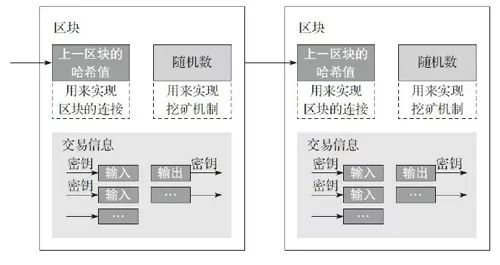 区块
上一区块的
哈希值
随机数
用来实现
区块的连接
用来实现
挖矿机制
交易信息
密钥
输入
输出
密钥
密钥
输入
…
…
区块
上一区块的
哈希值
随机数
用来实现
区块的连接
用来实现
挖矿机制
交易信息
密钥
输入
输出
密钥
密钥
输入
…
…